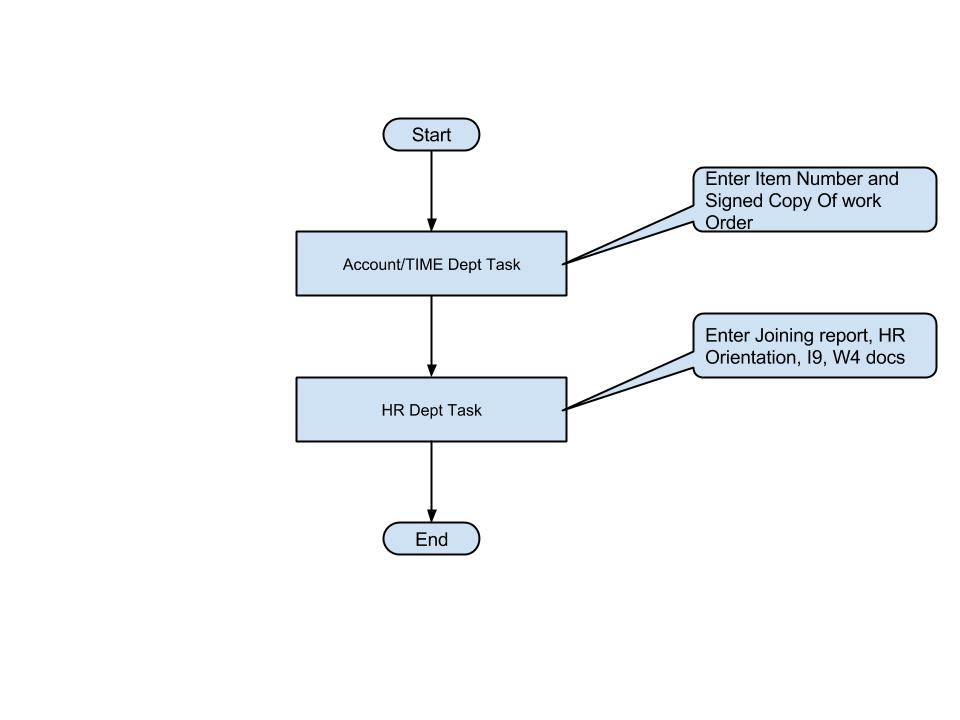 Start
Enter Item Number and
Signed Copy Of work
Order
Account/TIME Dept Task
Enter Joining report, HR
Orientation, I9, W4 docs
HR Dept Task
End